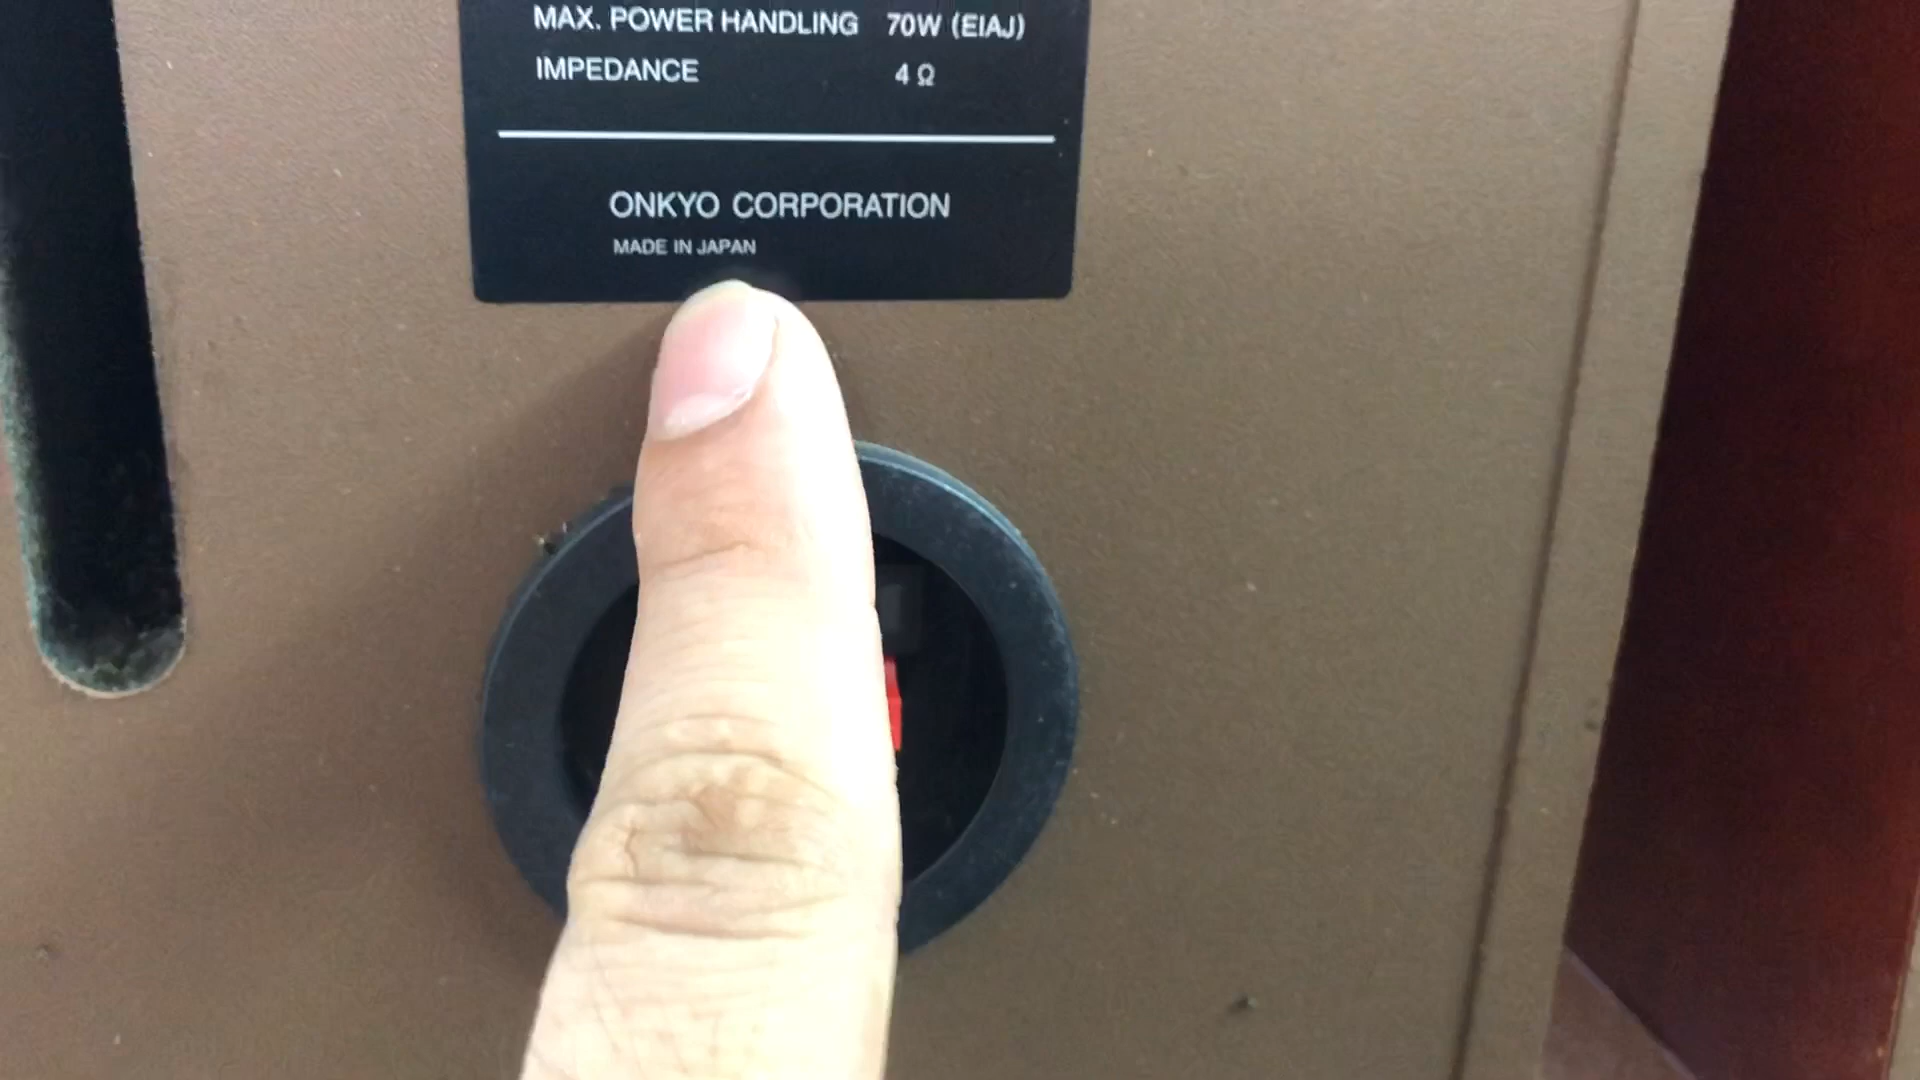 MAX. POWER HANDLING 70W (EIAJ)
IMPEDANCE 4 Ω
ONKYO CORPORATION
MADE IN JAPAN